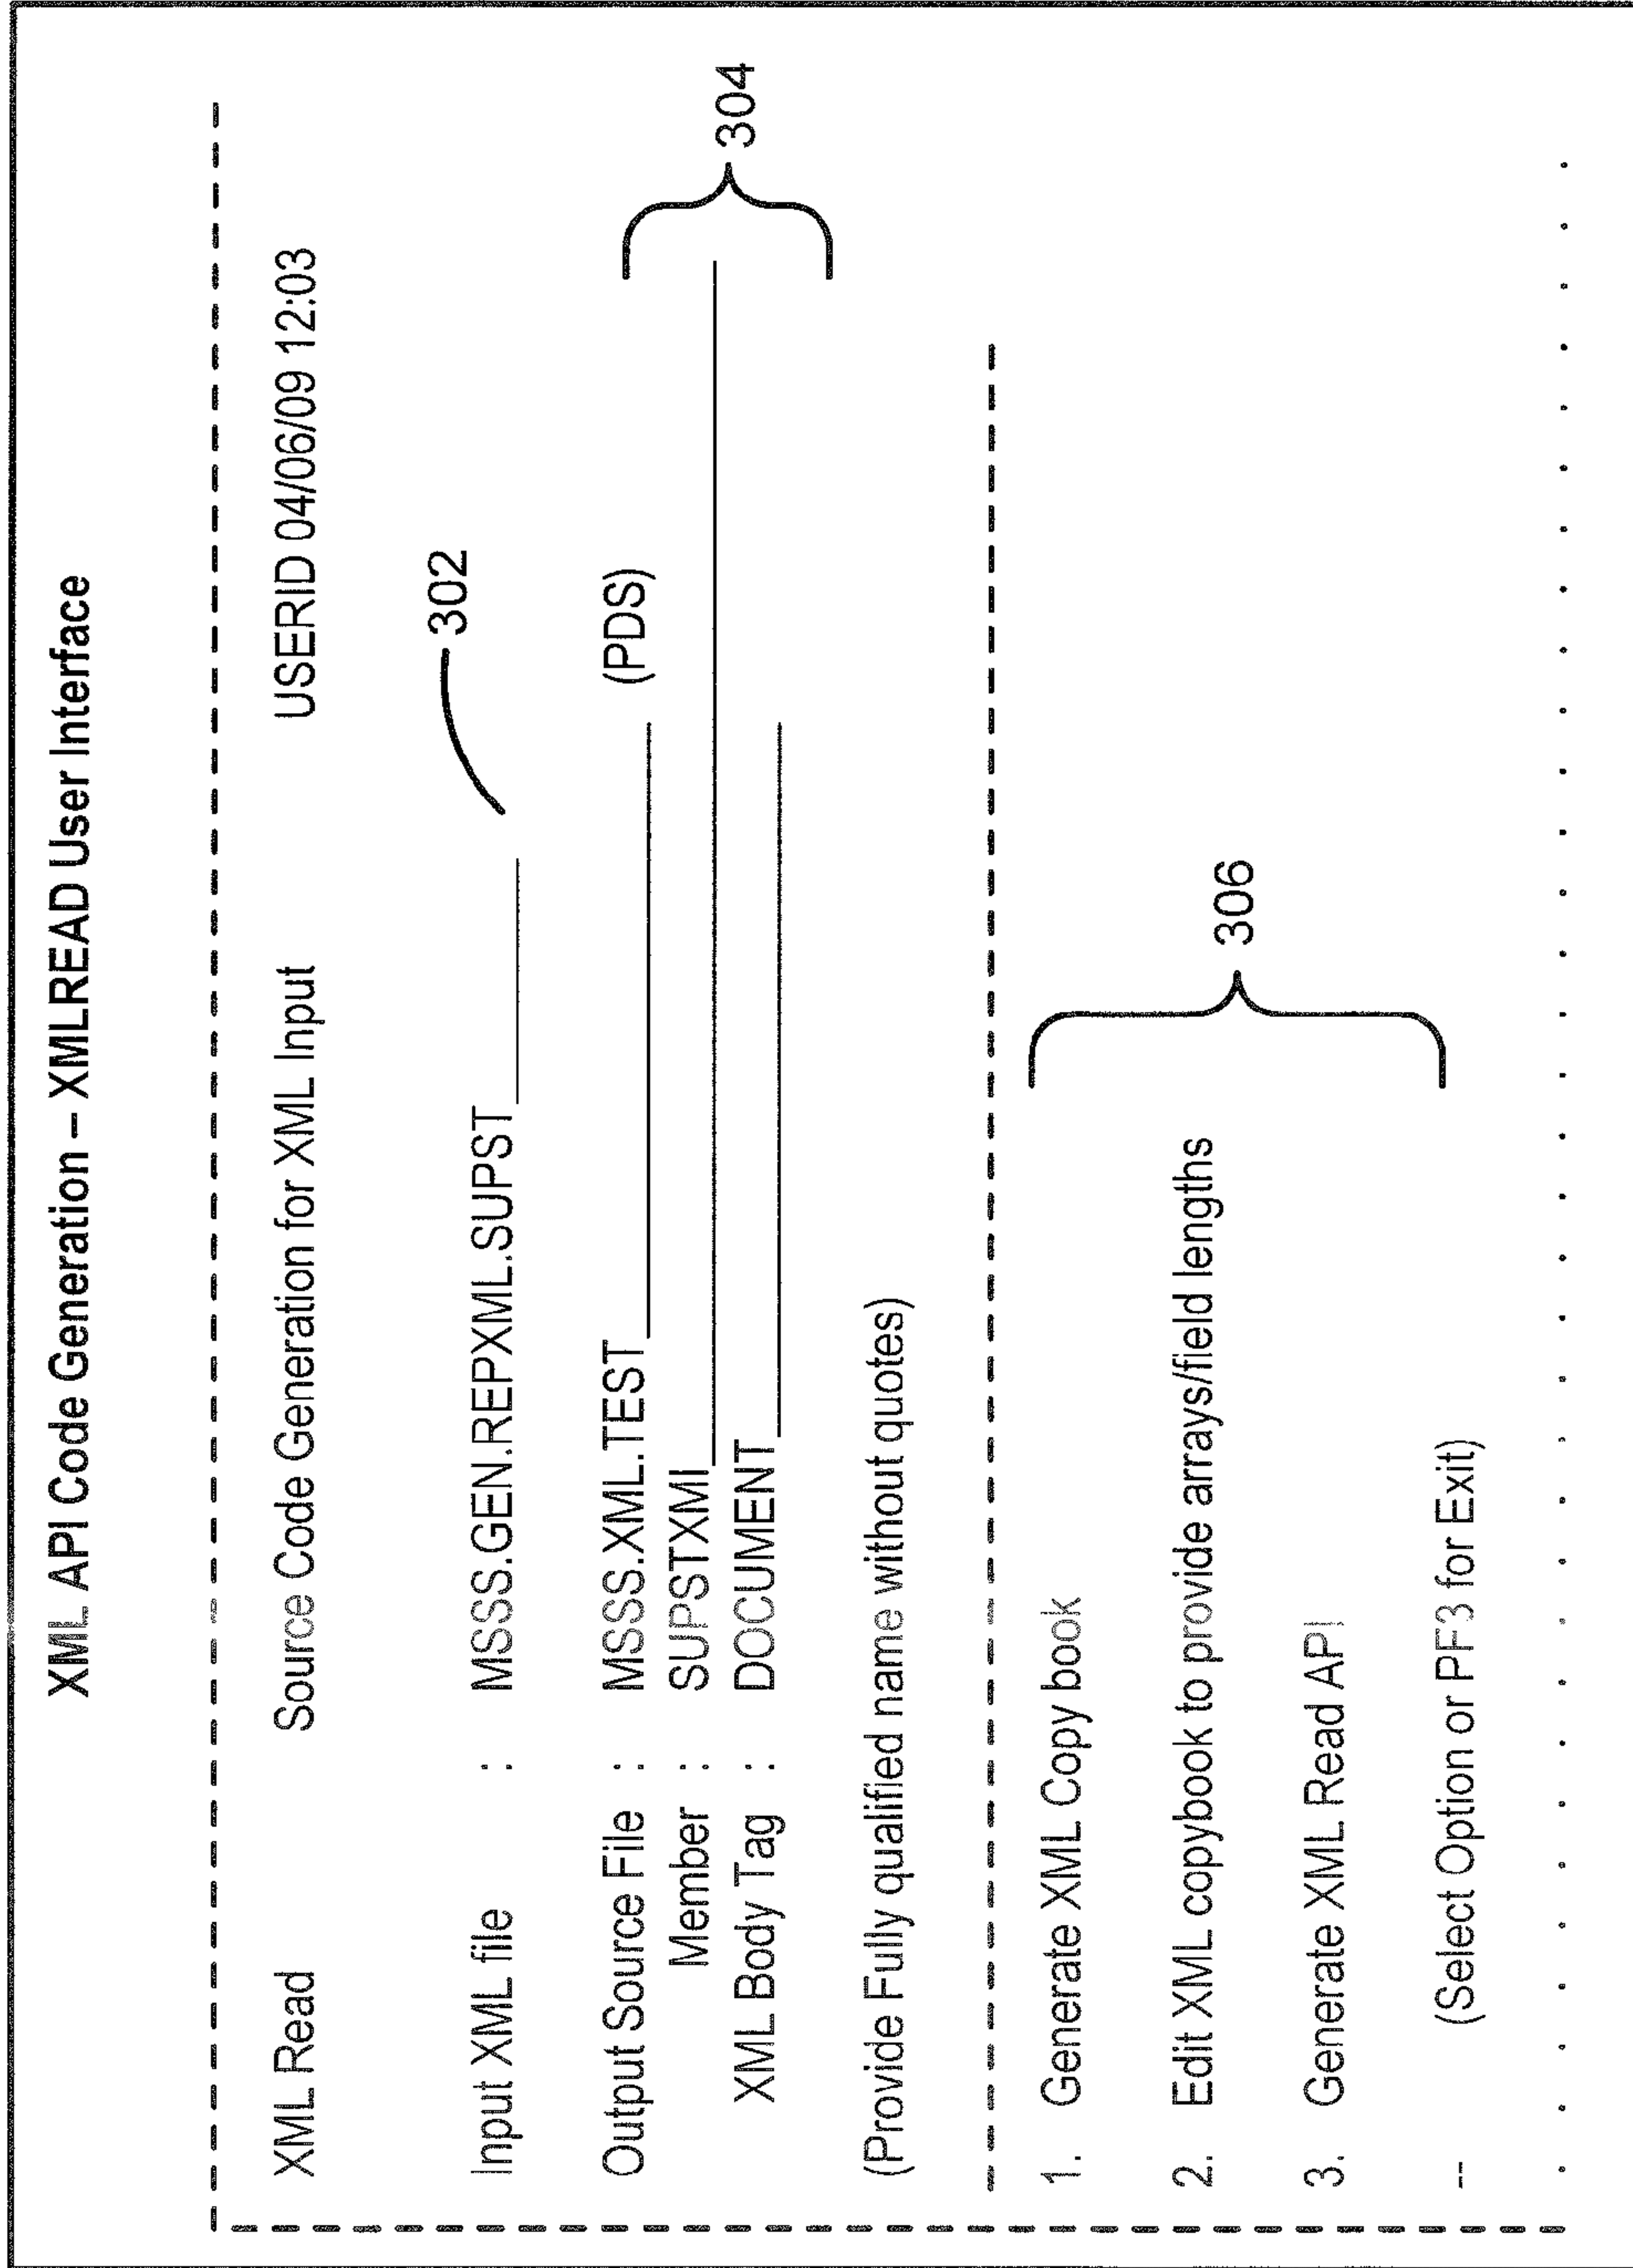 XML API Code Generation – XMLREAD User Interface
XML Read Source Code Generation for XML Input USERID 04/06/09 12:03
302
Input XML file : MSSS.GEN.REPXML.SUPST
Output Source File : MSSS.XML.TEST (PDS)
Member : SUPSTXMI
XML Body Tag : DOCUMENT
304
(Provide Fully qualified name without quotes)
1. Generate XML Copy book
2. Edit XML copybook to provide arrays/field lengths
306
3. Generate XML Read API
-- (Select Option or PF3 for Exit)